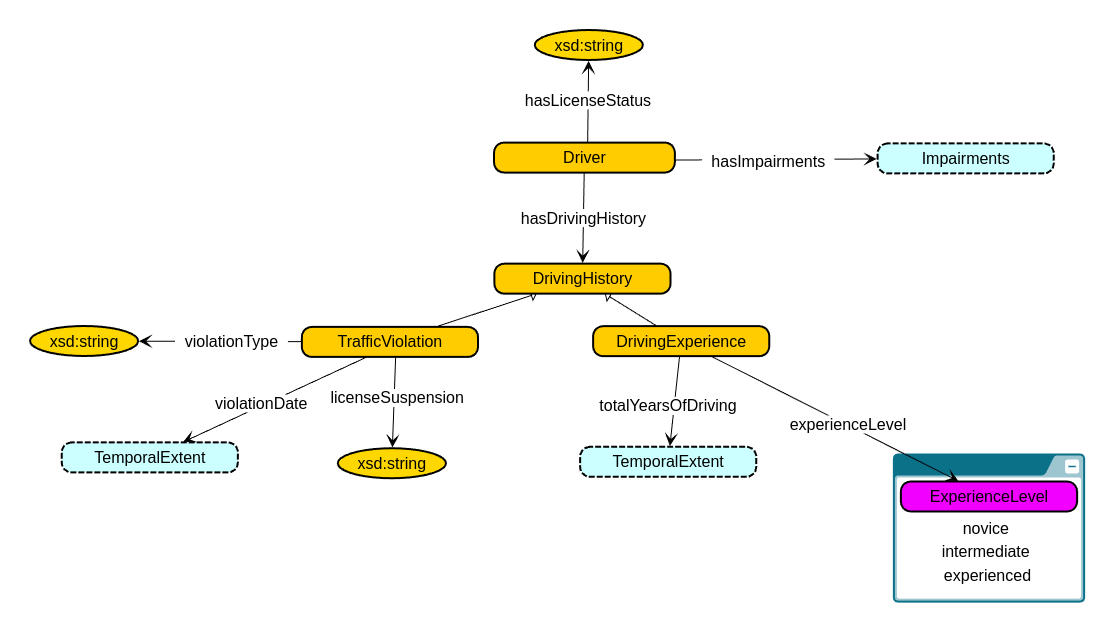 xsd:string
hasLicenseStatus
Driver
hasImpairments
Impairments
hasDrivingHistory
DrivingHistory
xsd:string
violationType
TrafficViolation
DrivingExperience
violationDate
licenseSuspension
totalYearsOfDriving
experienceLevel
TemporalExtent
xsd:string
TemporalExtent
ExperienceLevel
novice
intermediate
experienced